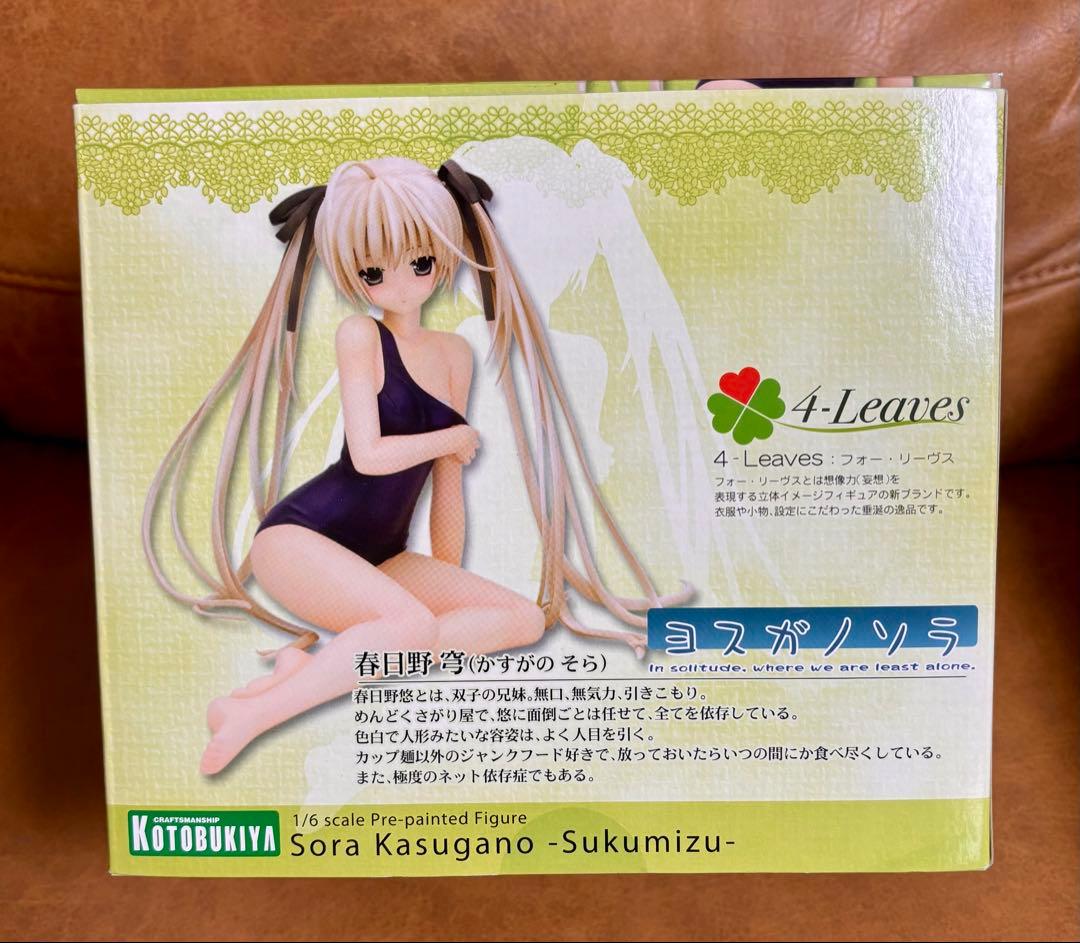 4-Leaves
4-Leaves：フォー・リーヴス
フォー・リーヴスとは想像力(妄想)を
表現する立体イメージフィギュアの新ブランドです。
衣服や小物、設定にこだわった垂涎の逸品です。
ヨスガノソラ
In solitude, where we are least alone.
春日野 穹(かすがの そら)
春日野悠とは、双子の兄妹。無口、無気力、引きこもり。
めんどくさがり屋で、悠に面倒ごとは任せて、全てを依存している。
色白で人形みたいな容姿は、よく人目を引く。
カップ麺以外のジャンクフード好きで、放っておいたらいつの間にか食べ尽くしている。
また、極度のネット依存症でもある。
CRAFTSMANSHIP
KOTOBUKIYA
1/6 scale Pre-painted Figure
Sora Kasugano -Sukumizu-